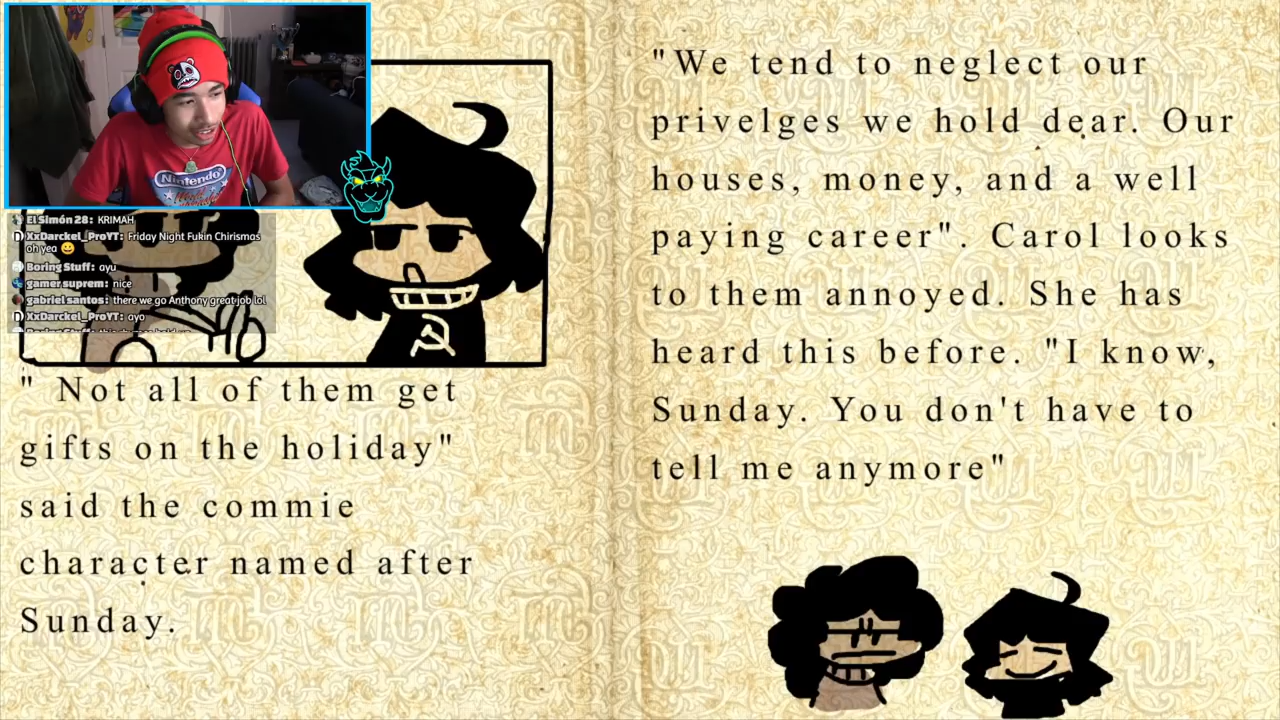 Nintendo
El Simón 28: KRIMAH
XxDarckel_ProYT: Friday Night Fukin Chirismas
oh yea 😀
Boring Stuff: ayu
gamer suprem: nice
gabriel santos: there we go Anthony great job lol
XxDarckel_ProYT: ayo
" Not all of them get
gifts on the holiday"
said the commie
character named after
Sunday.
"We tend to neglect our
privelges we hold dear. Our
houses, money, and a well
paying career". Carol looks
to them annoyed. She has
heard this before. "I know,
Sunday. You don't have to
tell me anymore"